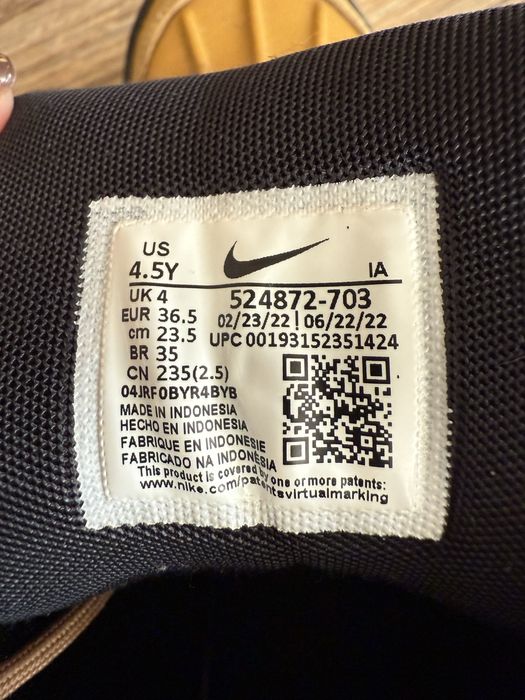 US
4.5Y
IA
UK 4
EUR 36.5
cm 23.5
BR 35
CN 235(2.5)
524872-703
02/23/22 | 06/22/22
UPC 00193152351424
04JRF0BYR4BYB
MADE IN INDONESIA
HECHO EN INDONESIA
FABRIQUE EN INDONESIE
FABRICADO NA INDONESIA
This product is covered by one or more patents:
www.nike.com/patentsvirtualmarking